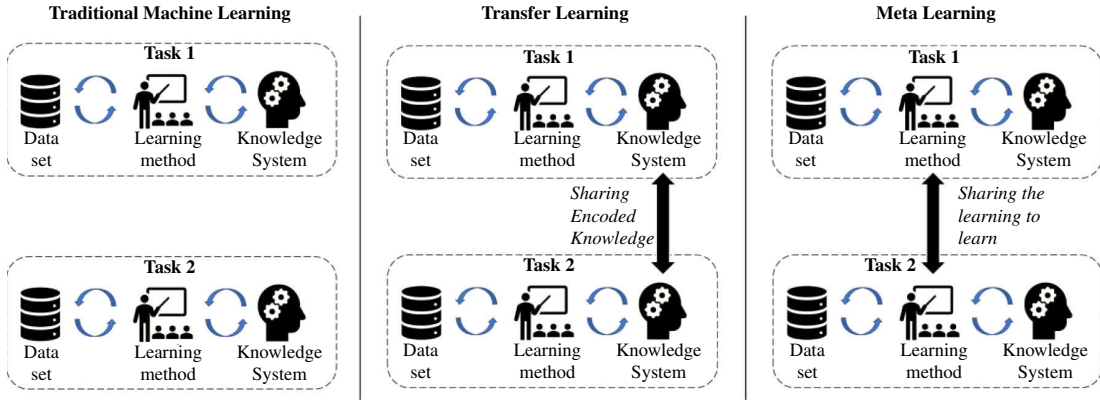 Traditional Machine Learning
Task 1
Data
set
Learning
method
Knowledge
System
Task 2
Data
set
Learning
method
Knowledge
System
Transfer Learning
Task 1
Data
set
Learning
method
Knowledge
System
Sharing
Encoded
Knowledge
Task 2
Data
set
Learning
method
Knowledge
System
Meta Learning
Task 1
Data
set
Learning
method
Knowledge
System
Sharing the
learning to
learn
Task 2
Data
set
Learning
method
Knowledge
System